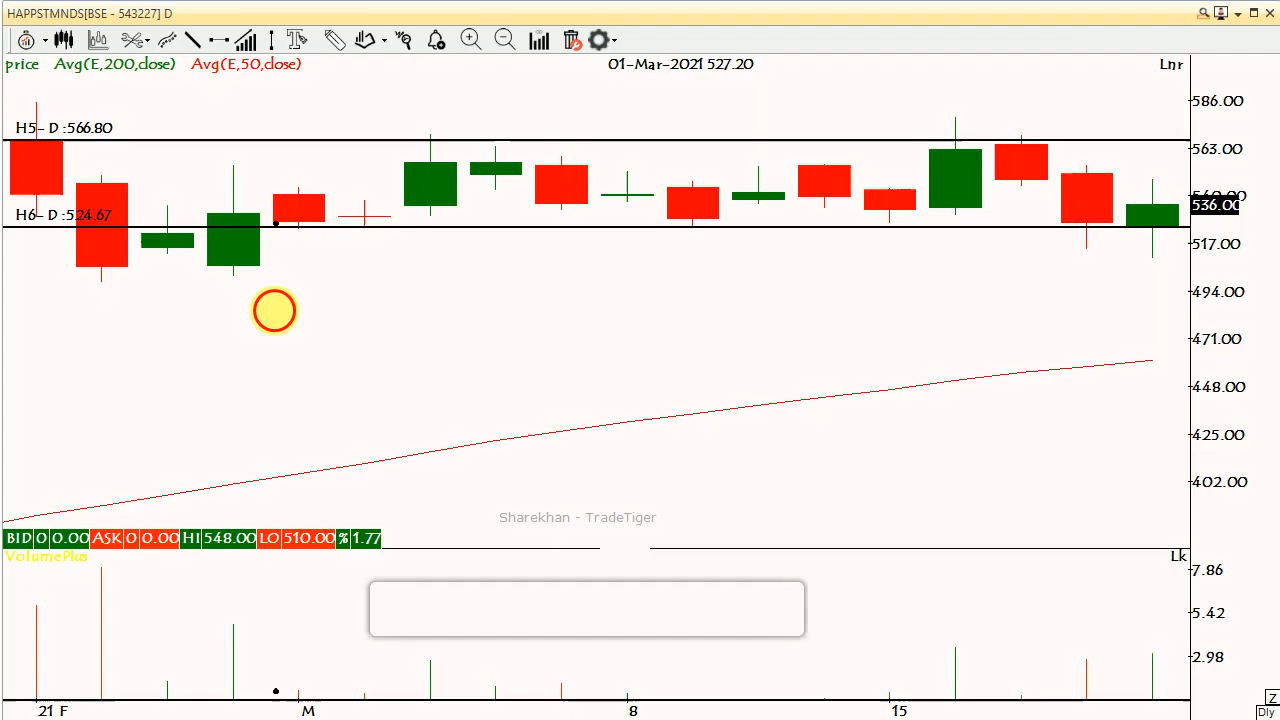 HAPPSTMNDS[BSE - 543227] D
price Avg(E,200,close) Avg(E,50,close) 01-Mar-2021 527.20 Lnr
586.00
H5- D :566.80
563.00
540.00
536.00
H6- D :524.67
517.00
494.00
471.00
448.00
425.00
402.00
Sharekhan - TradeTiger
BID 0 0.00 ASK 0 0.00 HI 548.00 LO 510.00 % 1.77
VolumePlus Lk
7.86
5.42
2.98
Z
21 F M 8 15 Dly